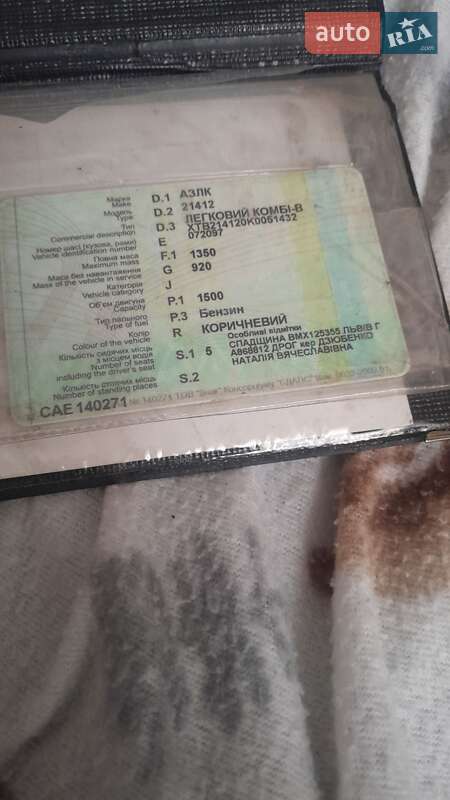 auto RIA .com
Марка D.1 АЗЛК
Make
Модель D.2 21412
Type D.3 ЛЕГКОВИЙ КОМБІ-В
Commercial description ХТВ214120K0051432
Номер шасі (кузова, рами) E 072097
Vehicle identification number
Повна маса F.1 1350
Maximum mass
Маса без навантаження G 920
Mass of the vehicle in service
Категорія J
Vehicle category
Об'єм двигуна P.1 1500
Capacity
Тип пального P.3 Бензин
Type of fuel
Колір R КОРИЧНЕВИЙ
Colour of the vehicle Особливі відмітки
Кількість сидячих місць S.1 5 СПАДЩИНА ВМХ125355 ЛЬВІВ Г
з місцем водія А868812 ДРОГ кер ДЗЮБЕНКО
Number of seats НАТАЛІЯ ВЯЧЕСЛАВІВНА
including the driver's seat
Кількість стоячих місць S.2
Number of standing places
САЕ 140271 № 140271